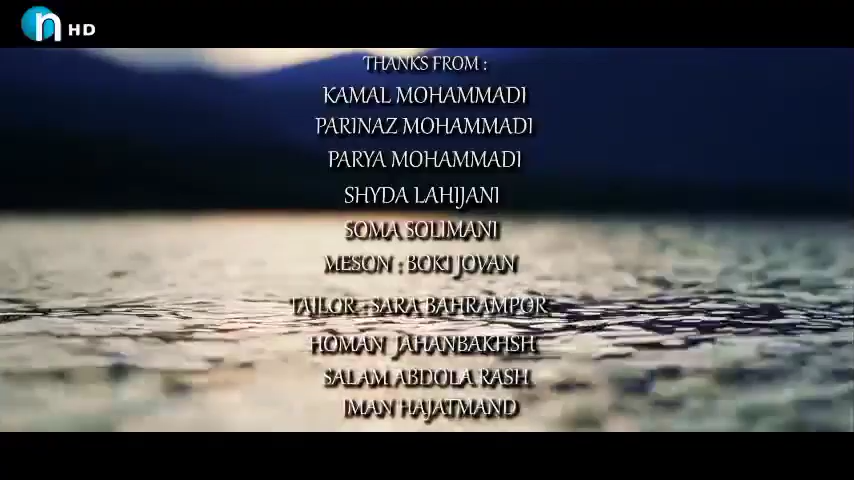 n HD
THANKS FROM :
KAMAL MOHAMMADI
PARINAZ MOHAMMADI
PARYA MOHAMMADI
SHYDA LAHIJANI
SOMA SOLIMANI
MESON : BOKI JOVAN
TAILOR : SARA BAHRAMPOR
HOMAN JAHANBAKHSH
SALAM ABDOLA RASH
IMAN HAJATMAND